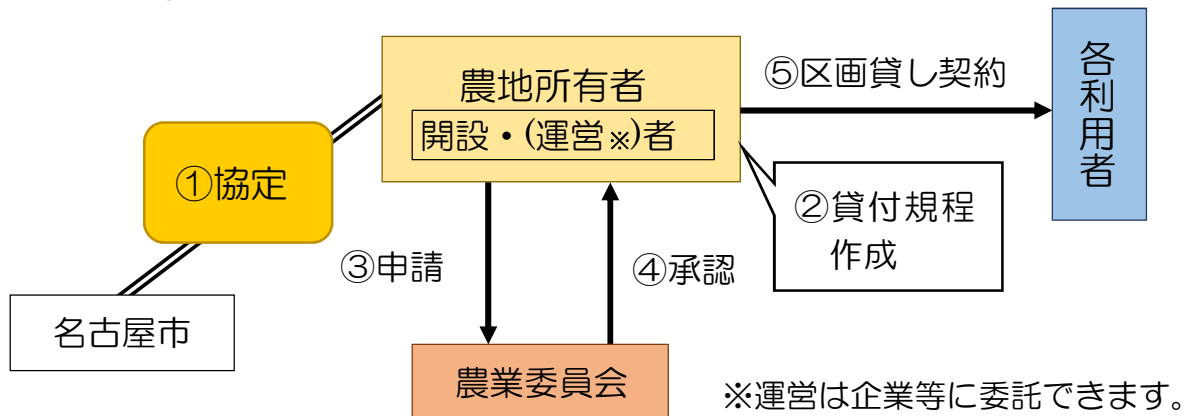 農地所有者
開設・(運営※)者
⑤区画貸し契約
各利用者
①協定
②貸付規程
作成
③申請
④承認
名古屋市
農業委員会
※運営は企業等に委託できます。